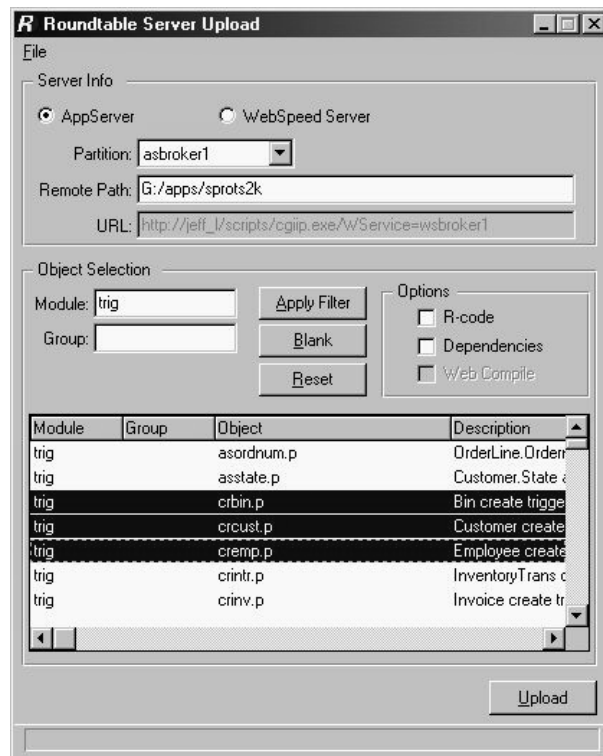 R Roundtable Server Upload
File
Server Info
AppServer WebSpeed Server
Partition: asbroker1
Remote Path: G:/apps/sprots2k
URL: http://jeff_l/scripts/cgiip.exe/WService=wsbroker1
Object Selection
Module: trig Apply Filter
Group: Blank
Reset
Options
R-code
Dependencies
Web Compile
Module Group Object Description
trig asordnum.p OrderLine.Ordern
trig asstate.p Customer.State a
trig crbin.p Bin create trigge
trig crcust.p Customer create
trig cremp.p Employee create
trig crintr.p InventoryTrans c
trig crinv.p Invoice create tr
Upload